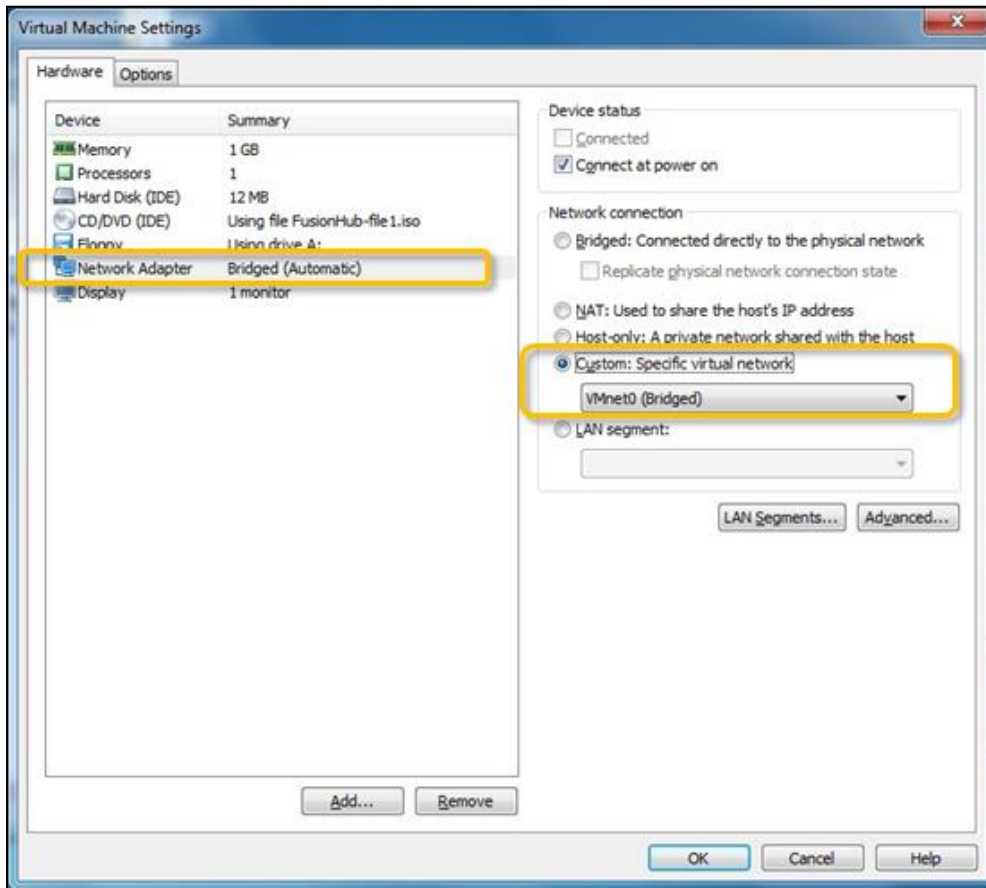 Virtual Machine Settings
Hardware Options
Device Summary
Memory 1 GB
Processors 1
Hard Disk (IDE) 12 MB
CD/DVD (IDE) Using file FusionHub-file1.iso
Floppy Using drive A:
Network Adapter Bridged (Automatic)
Display 1 monitor
Add... Remove
Device status
Connected
Connect at power on
Network connection
Bridged: Connected directly to the physical network
Replicate physical network connection state
NAT: Used to share the host's IP address
Host-only: A private network shared with the host
Custom: Specific virtual network
VMnet0 (Bridged)
LAN segment:
LAN Segments... Advanced...
OK Cancel Help